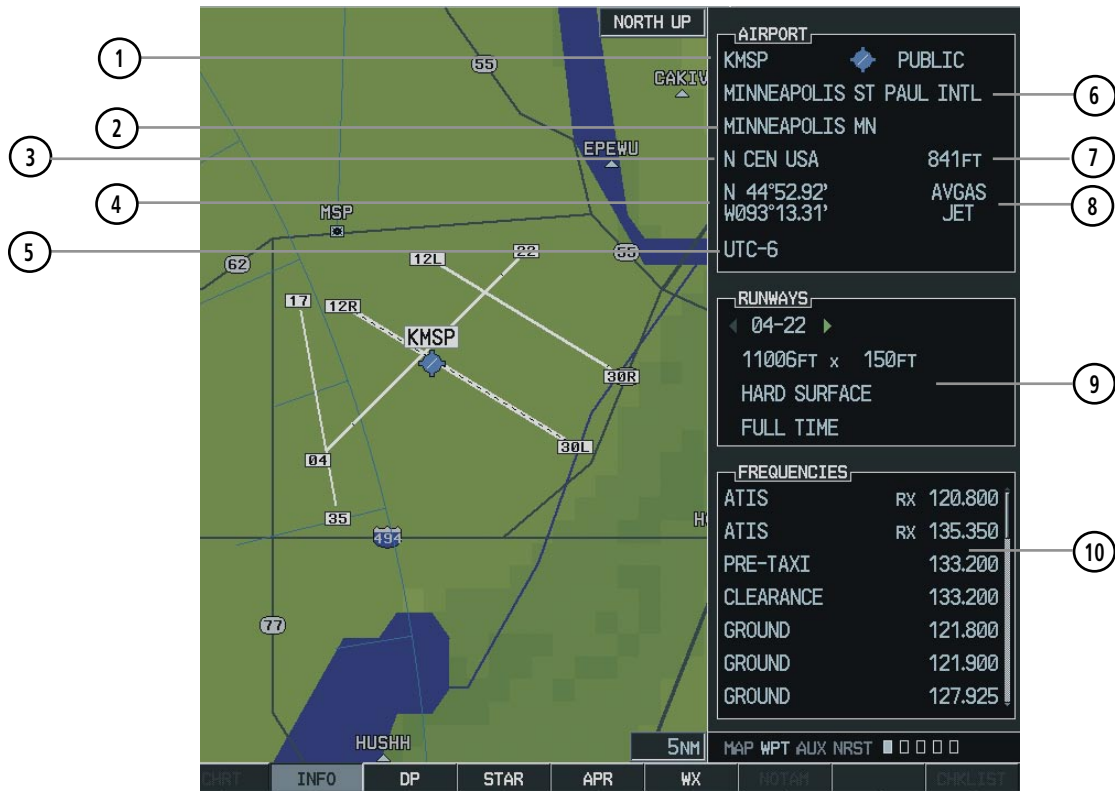 NORTH UP
55
CAKIV
EPEWU
MSP
62
55
12L
22
17
12R
KMSP
30R
30L
04
35
494
77
HUSHH
5NM
AIRPORT
KMSP PUBLIC
MINNEAPOLIS ST PAUL INTL
MINNEAPOLIS MN
N CEN USA 841FT
N 44°52.92' AVGAS
W093°13.31' JET
UTC-6
RUNWAYS
04-22
11006FT x 150FT
HARD SURFACE
FULL TIME
FREQUENCIES
ATIS RX 120.800
ATIS RX 135.350
PRE-TAXI 133.200
CLEARANCE 133.200
GROUND 121.800
GROUND 121.900
GROUND 127.925
MAP WPT AUX NRST
CHRT INFO DP STAR APR WX NOTAM CHKLIST
1
2
3
4
5
6
7
8
9
10